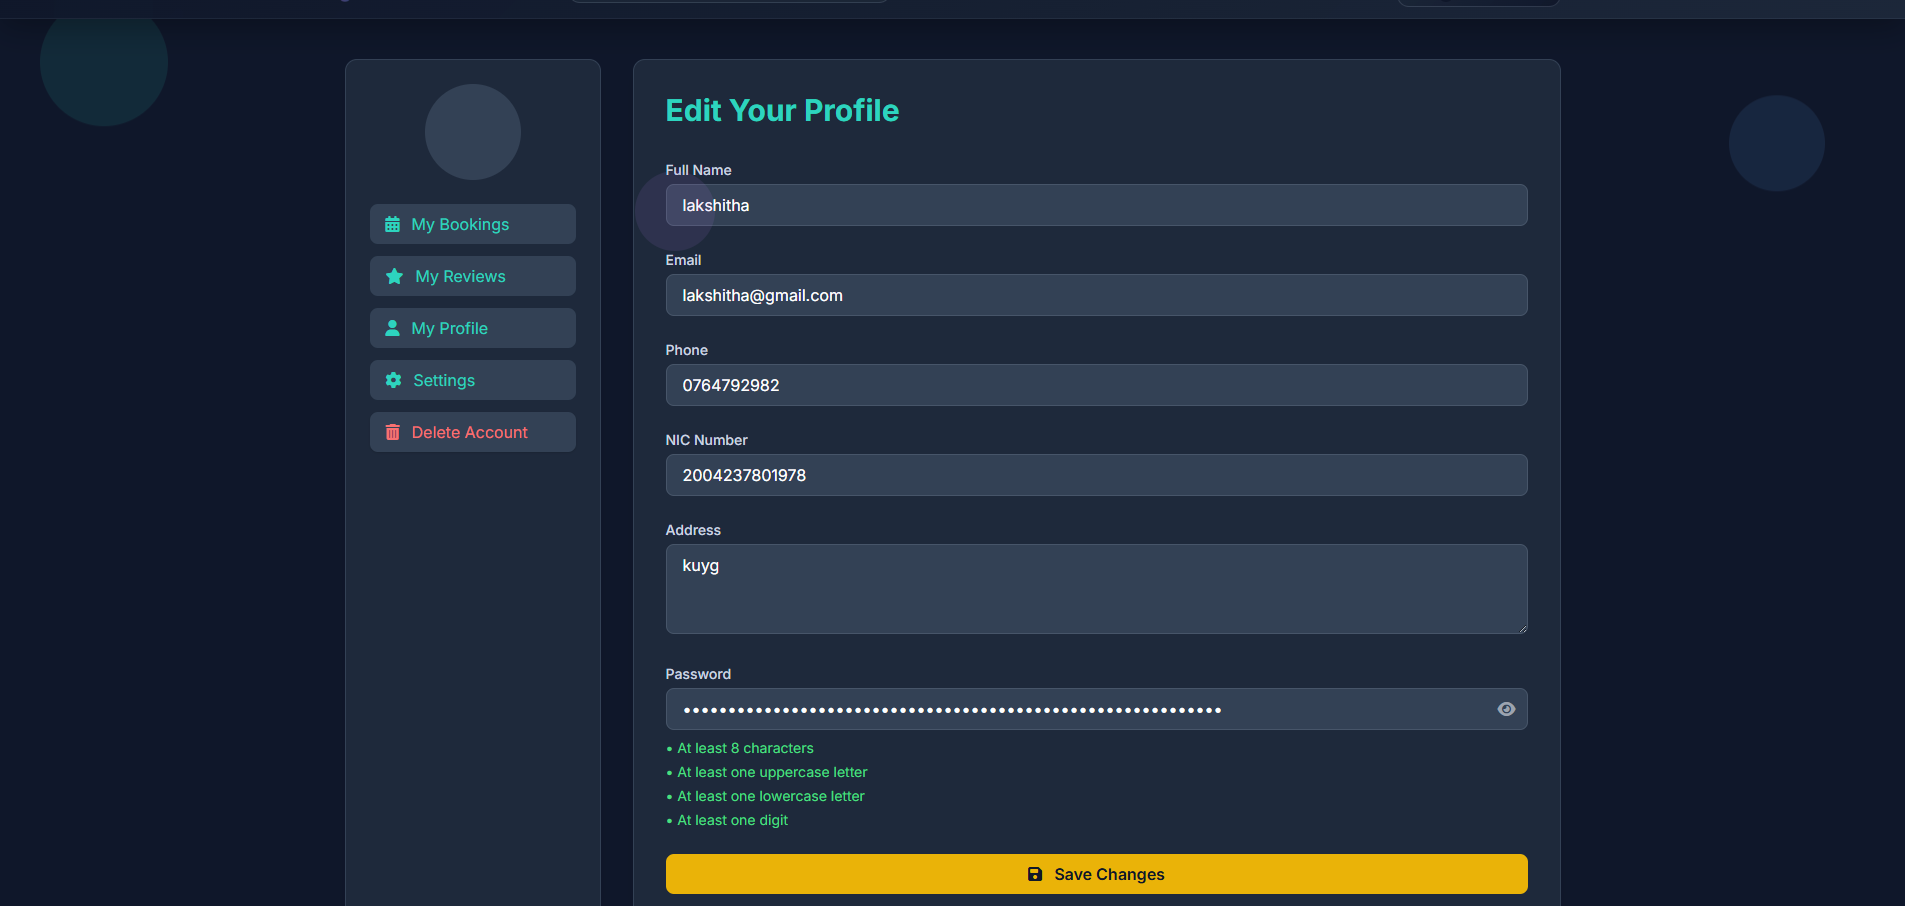 My Bookings
My Reviews
My Profile
Settings
Delete Account
Edit Your Profile
Full Name
lakshitha
Email
lakshitha@gmail.com
Phone
0764792982
NIC Number
2004237801978
Address
kuyg
Password
••••••••••••••••••••••••••••••••••••••••••••••••••••••••••••
• At least 8 characters
• At least one uppercase letter
• At least one lowercase letter
• At least one digit
Save Changes